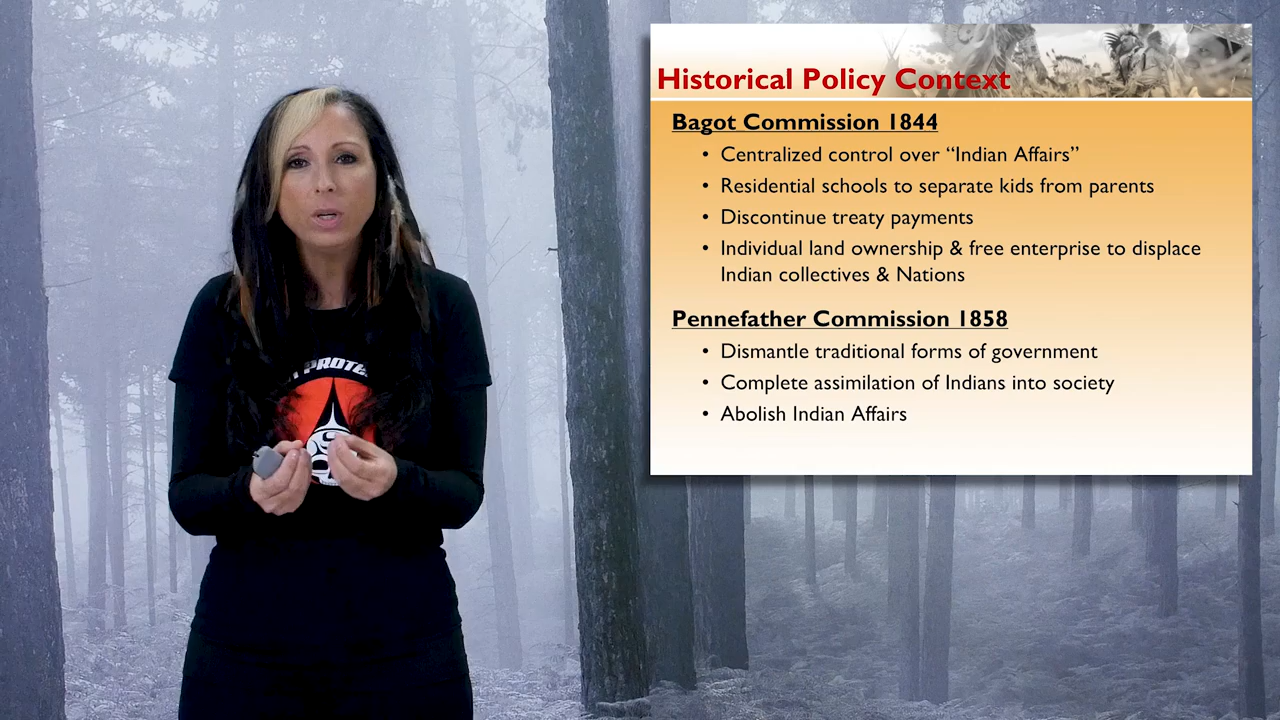 Historical Policy Context
Bagot Commission 1844
• Centralized control over “Indian Affairs”
• Residential schools to separate kids from parents
• Discontinue treaty payments
• Individual land ownership & free enterprise to displace
Indian collectives & Nations
Pennefather Commission 1858
• Dismantle traditional forms of government
• Complete assimilation of Indians into society
• Abolish Indian Affairs